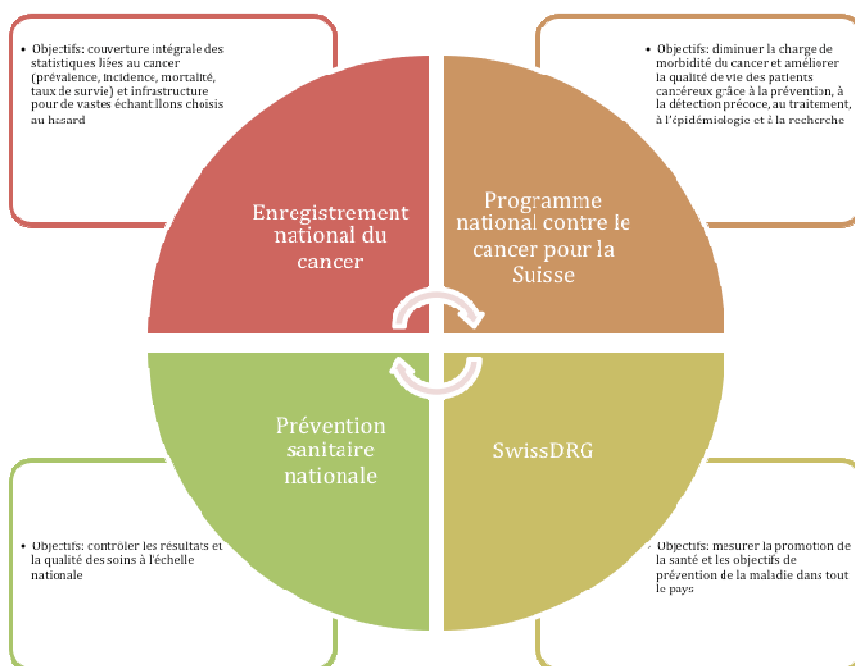 • Objectifs: couverture intégrale des
statistiques liées au cancer
(prévalence, incidence, mortalité,
taux de survie) et infrastructure
pour de vastes échantillons choisis
au hasard
• Objectifs: diminuer la charge de
morbidité du cancer et améliorer
la qualité de vie des patients
cancéreux grâce à la prévention, à
la détection précoce, au traitement,
à l'épidémiologie et à la recherche
Enregistrement
national du
cancer
Programme
national contre le
cancer pour la
Suisse
Prévention
sanitaire
nationale
SwissDRG
• Objectifs: contrôler les résultats et
la qualité des soins à l'échelle
nationale
• Objectifs: mesurer la promotion de
la santé et les objectifs de
prévention de la maladie dans tout
le pays